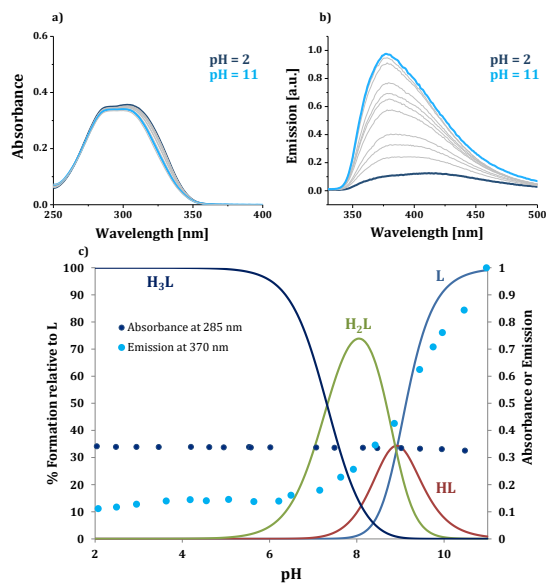 a)
0.6
0.4
0.2
0.0
Absorbance
pH = 2
pH = 11
250 300 350 400
Wavelength [nm]
b)
1.0
0.8
0.6
0.4
0.2
0.0
Emission [a.u.]
pH = 2
pH = 11
350 400 450 500
Wavelength [nm]
c)
100
90
80
70
60
50
40
30
20
10
0
% Formation relative to L
H₃L
Absorbance at 285 nm
Emission at 370 nm
H₂L
L
HL
1
0.9
0.8
0.7
0.6
0.5
0.4
0.3
0.2
0.1
0
Absorbance or Emission
2 4 6 8 10
pH